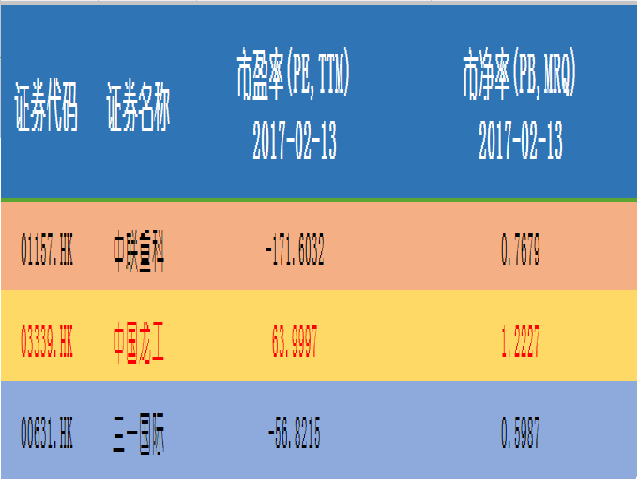 证券代码 证券名称 市盈率(PE,TTM) 2017-02-13 市净率(PB,MRQ) 2017-02-13
01157.HK 中联重科 -171.6032 0.7679
03339.HK 中国龙工 63.9997 1.2227
00631.HK 三一国际 -56.8215 0.5987